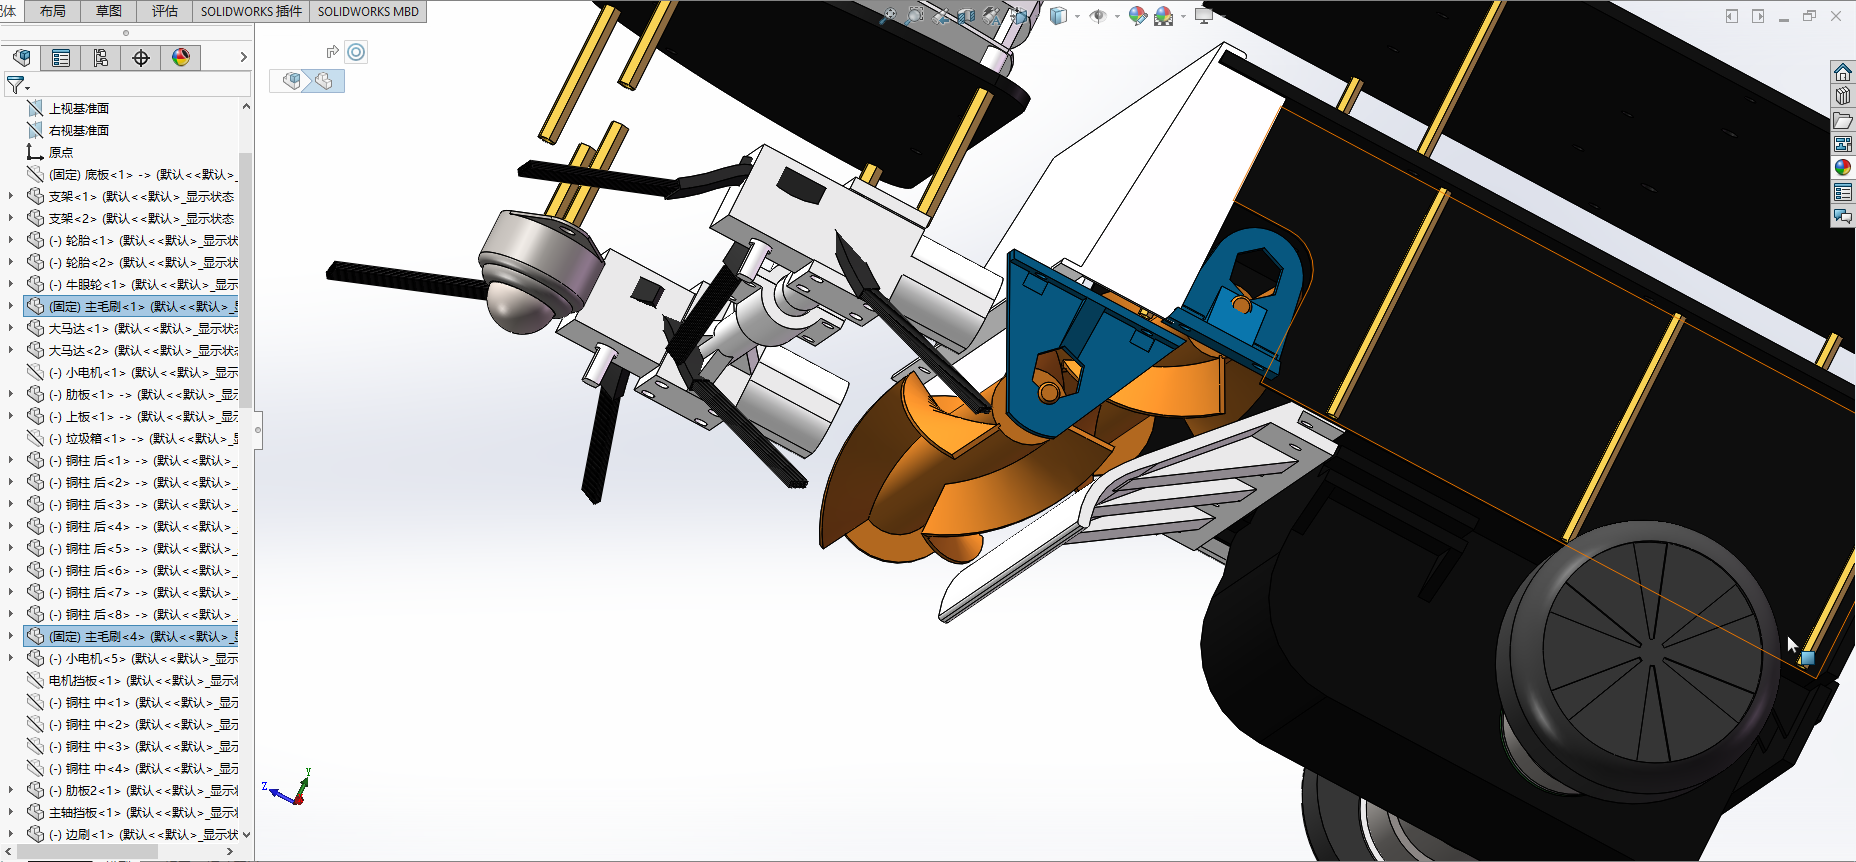 体 布局 草图 评估 SOLIDWORKS 插件 SOLIDWORKS MBD
上视基准面
右视基准面
原点
(固定) 底板<1> -> (默认<<默认>_
支架<1> (默认<<默认>_显示状态
支架<2> (默认<<默认>_显示状态
(-) 轮胎<1> (默认<<默认>_显示状
(-) 轮胎<2> (默认<<默认>_显示状
(-) 牛眼轮<1> (默认<<默认>_显示
(固定) 主毛刷<1> (默认<<默认>_
大马达<1> (默认<<默认>_显示状态
大马达<2> (默认<<默认>_显示状态
(-) 小电机<1> (默认<<默认>_显示
(-) 肋板<1> -> (默认<<默认>_显
(-) 上板<1> -> (默认<<默认>_显
(-) 垃圾箱<1> -> (默认<<默认>_
(-) 铜柱 后<1> -> (默认<<默认>_
(-) 铜柱 后<2> -> (默认<<默认>_
(-) 铜柱 后<3> -> (默认<<默认>_
(-) 铜柱 后<4> -> (默认<<默认>_
(-) 铜柱 后<5> -> (默认<<默认>_
(-) 铜柱 后<6> -> (默认<<默认>_
(-) 铜柱 后<7> -> (默认<<默认>_
(-) 铜柱 后<8> -> (默认<<默认>_
(固定) 主毛刷<4> (默认<<默认>_
(-) 小电机<5> (默认<<默认>_显示
电机挡板<1> (默认<<默认>_显示
(-) 铜柱 中<1> (默认<<默认>_显示
(-) 铜柱 中<2> (默认<<默认>_显示
(-) 铜柱 中<3> (默认<<默认>_显示
(-) 铜柱 中<4> (默认<<默认>_显示
(-) 肋板2<1> (默认<<默认>_显示
主轴挡板<1> (默认<<默认>_显示
(-) 边刷<1> (默认<<默认>_显示状
Z
Y